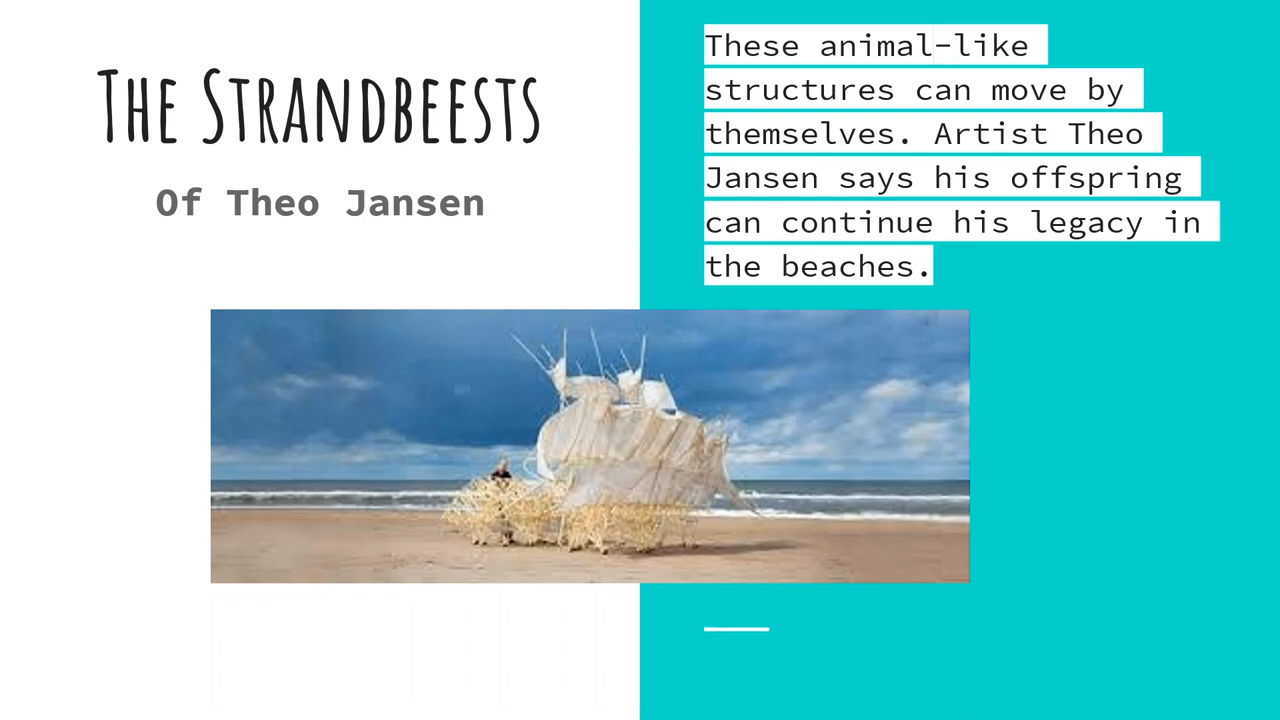 The Strandbeests
Of Theo Jansen
These animal-like
structures can move by
themselves. Artist Theo
Jansen says his offspring
can continue his legacy in
the beaches.